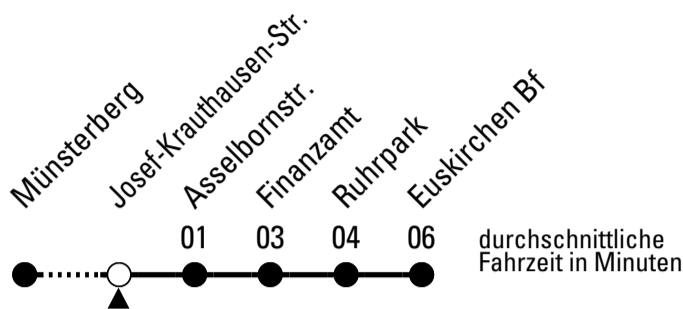 Münsterberg
Josef-Krauthausen-Str.
Asselbornstr.
Finanzamt
Ruhrpark
Euskirchen Bf
01 03 04 06
durchschnittliche
Fahrzeit in Minuten